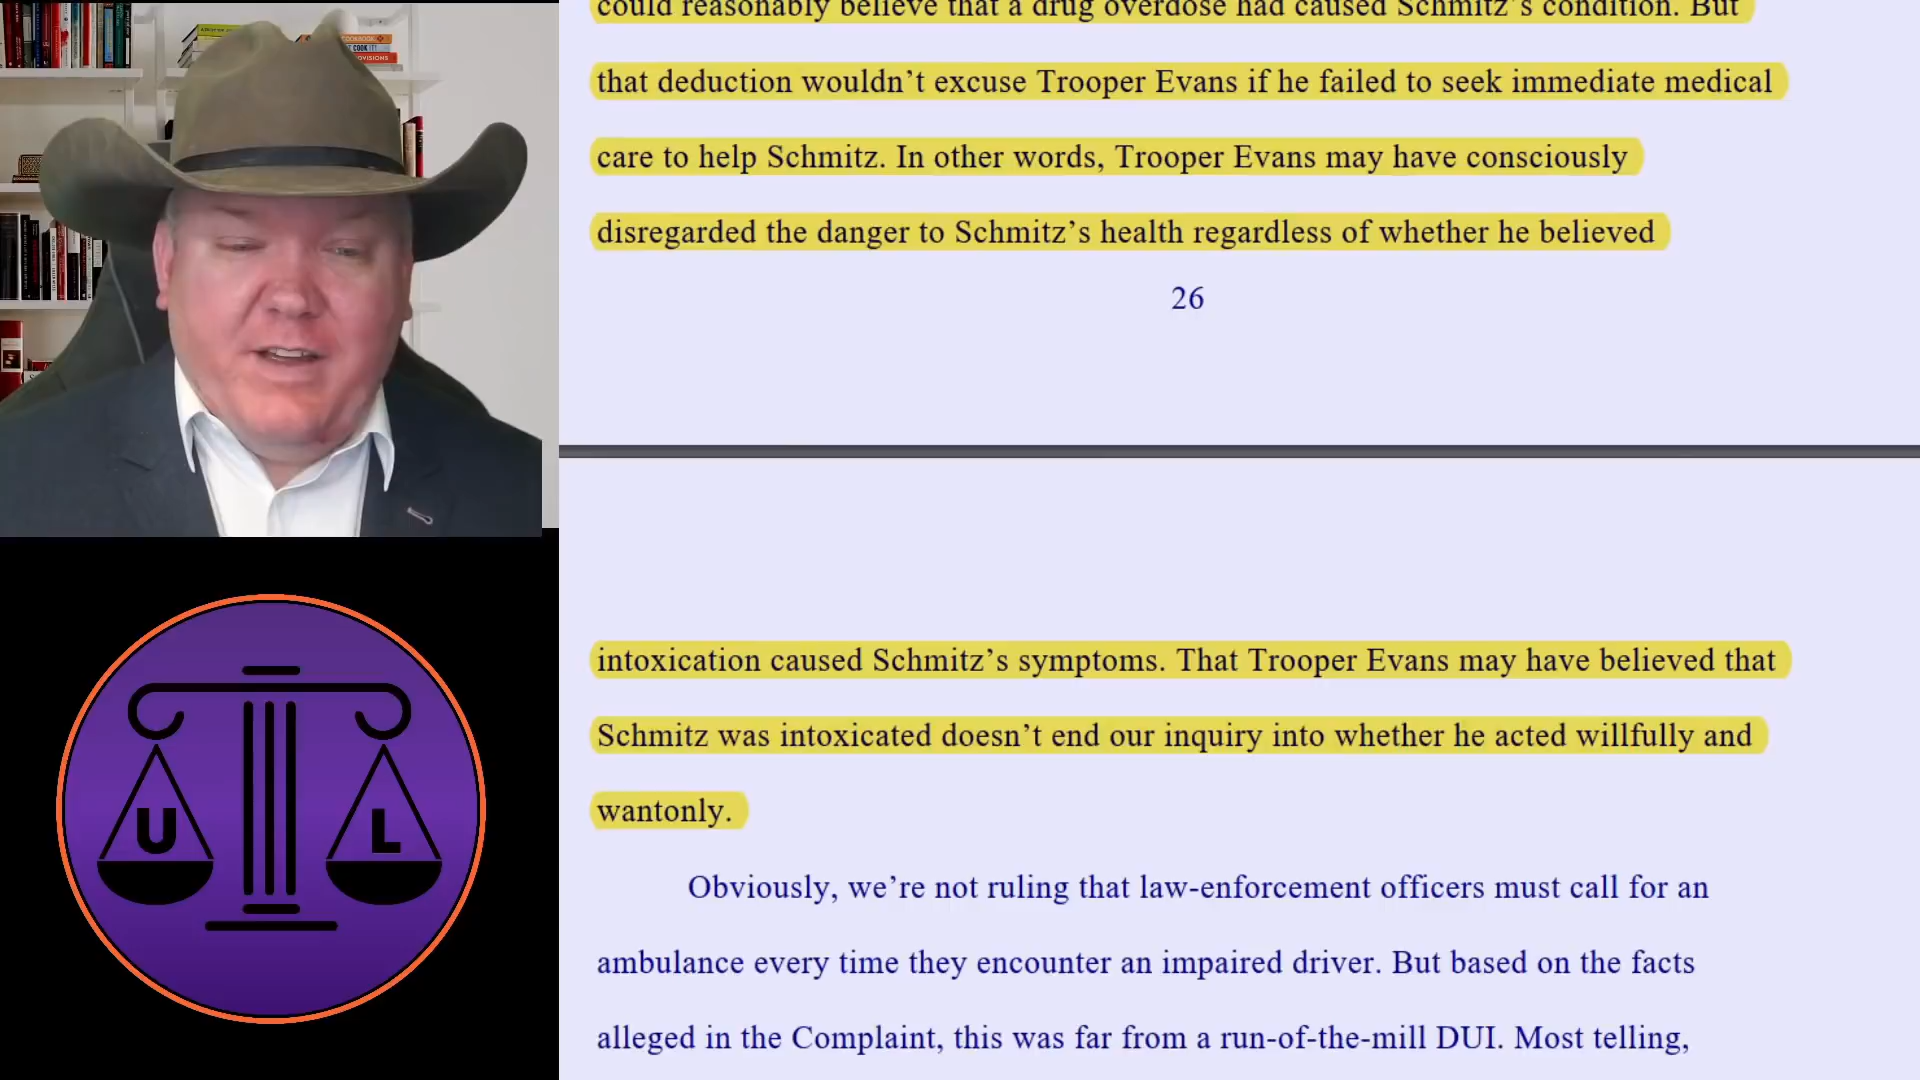 COOK IT!
could reasonably believe that a drug overdose had caused Schmitz’s condition. But
that deduction wouldn’t excuse Trooper Evans if he failed to seek immediate medical
care to help Schmitz. In other words, Trooper Evans may have consciously
disregarded the danger to Schmitz’s health regardless of whether he believed
26
intoxication caused Schmitz’s symptoms. That Trooper Evans may have believed that
Schmitz was intoxicated doesn’t end our inquiry into whether he acted willfully and
wantonly.
Obviously, we’re not ruling that law-enforcement officers must call for an
ambulance every time they encounter an impaired driver. But based on the facts
alleged in the Complaint, this was far from a run-of-the-mill DUI. Most telling,
U L